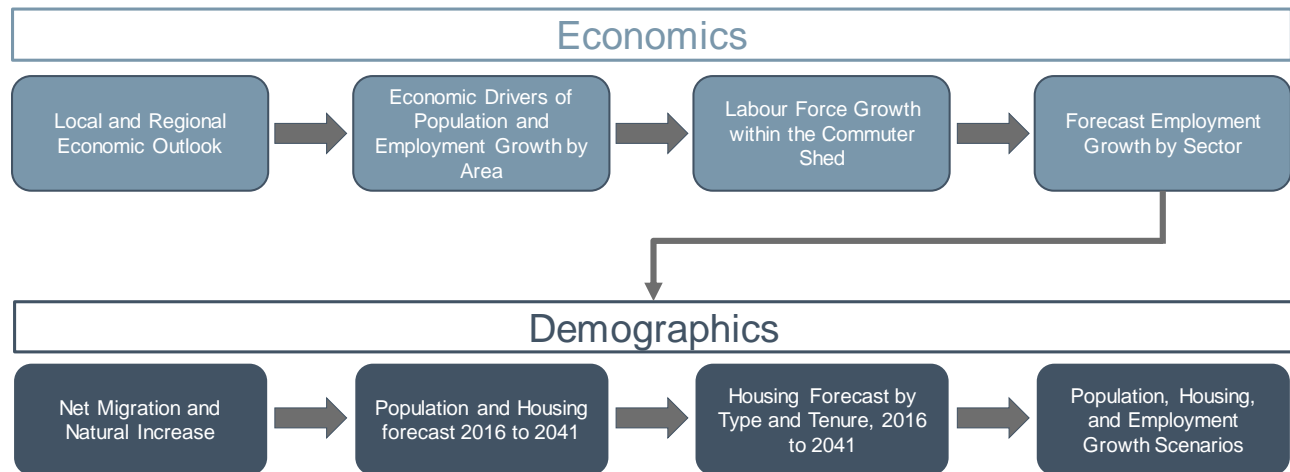 Economics
Local and Regional
Economic Outlook
Economic Drivers of
Population and
Employment Growth by
Area
Labour Force Growth
within the Commuter
Shed
Forecast Employment
Growth by Sector
Demographics
Net Migration and
Natural Increase
Population and Housing
forecast 2016 to 2041
Housing Forecast by
Type and Tenure, 2016
to 2041
Population, Housing,
and Employment
Growth Scenarios